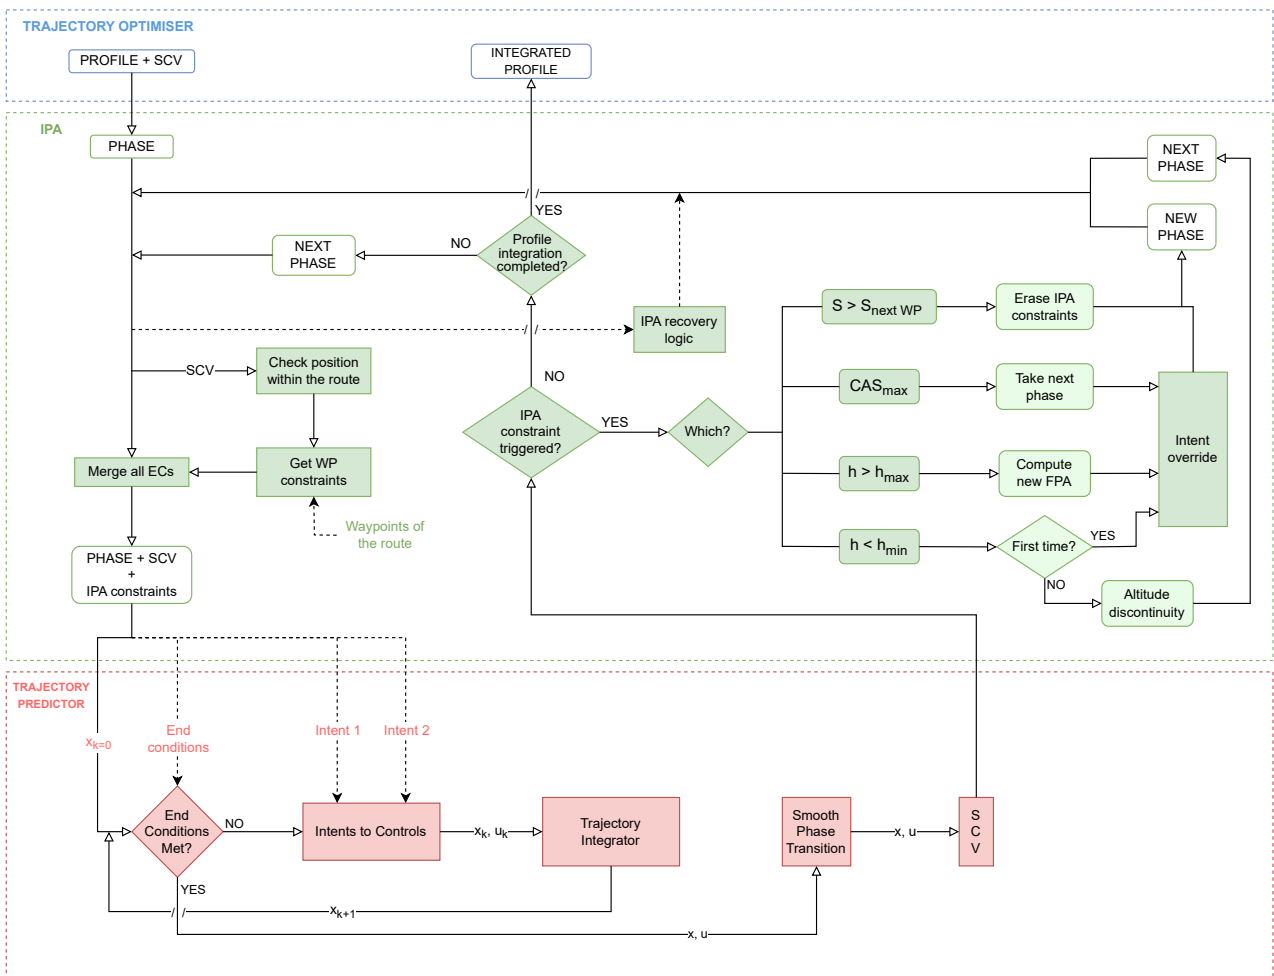 TRAJECTORY OPTIMISER
PROFILE + SCV
INTEGRATED
PROFILE
IPA
PHASE
NEXT
PHASE
NEW
PHASE
/ /
YES
Profile
integration
completed?
NO
NEXT
PHASE
/ /
IPA recovery
logic
S > Snext WP
Erase IPA
constraints
SCV
Check position
within the route
NO
CASmax
Take next
phase
IPA
constraint
triggered?
YES
Which?
Intent
override
Merge all ECs
Get WP
constraints
h > hmax
Compute
new FPA
Waypoints of
the route
h < hmin
First time?
YES
NO
PHASE + SCV
+
IPA constraints
Altitude
discontinuity
TRAJECTORY
PREDICTOR
xk=0
End
conditions
Intent 1
Intent 2
End
Conditions
Met?
NO
Intents to Controls
xk, uk
Trajectory
Integrator
Smooth
Phase
Transition
x, u
S
C
V
YES
/ /
xk+1
x, u